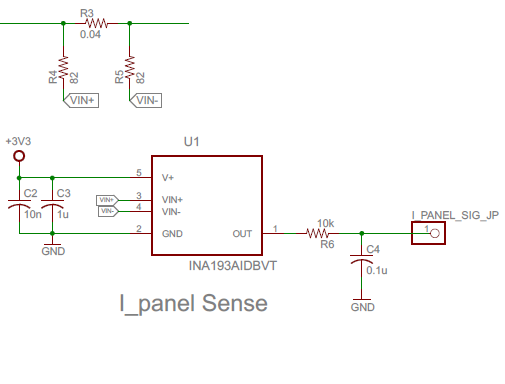 R3
0.04
R4
82
R5
82
VIN+
VIN-
+3V3
U1
C2
10n
C3
1u
5
V+
VIN+
3
VIN+
VIN-
4
VIN-
2
GND
OUT
1
GND
10k
R6
I_PANEL_SIG_JP
1
C4
0.1u
INA193AIDBVT
GND
I_panel Sense